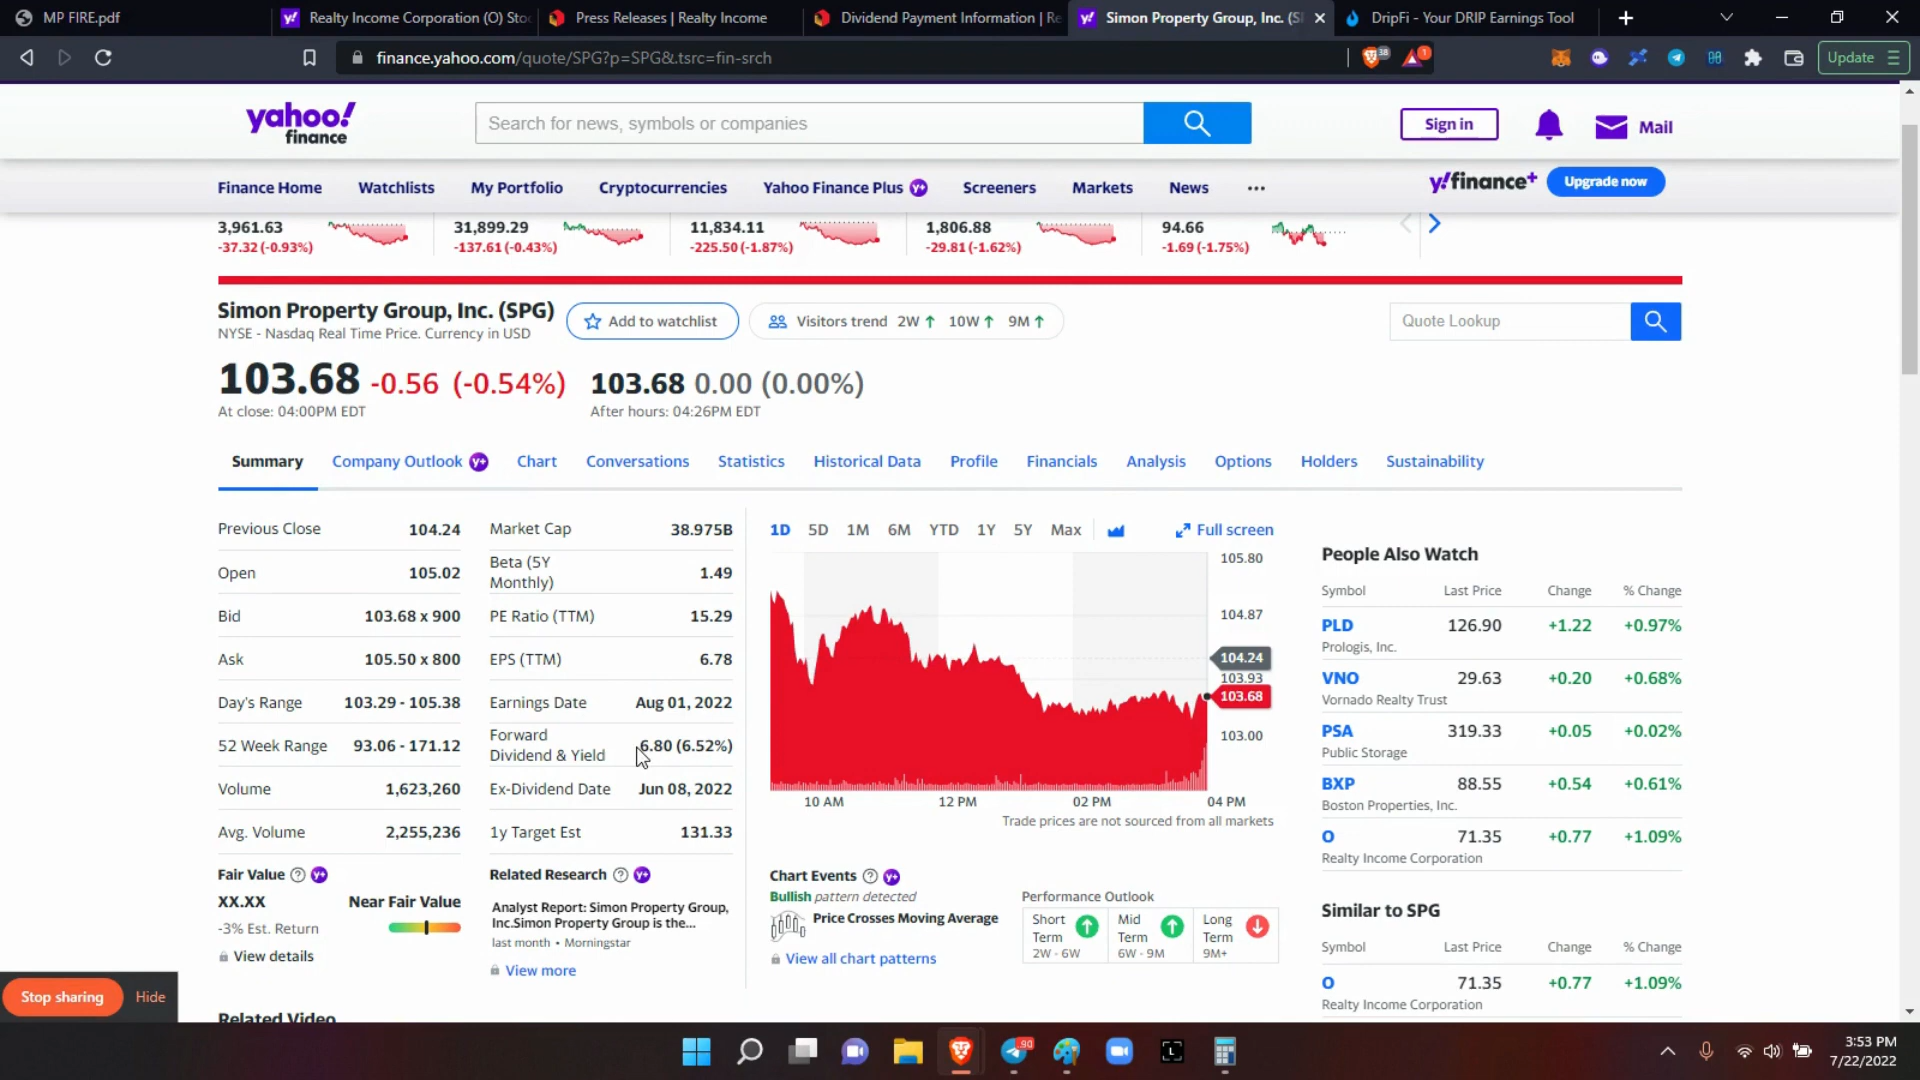 MP FIRE.pdf
Realty Income Corporation (O) Sto
Press Releases | Realty Income
Dividend Payment Information | Re
Simon Property Group, Inc. (S
DripFi - Your DRIP Earnings Tool
finance.yahoo.com/quote/SPG?p=SPG&.tsrc=fin-srch
38
1
Update
yahoo!
finance
Search for news, symbols or companies
Sign in
Mail
Finance Home
Watchlists
My Portfolio
Cryptocurrencies
Yahoo Finance Plus y+
Screeners
Markets
News
y!finance+
Upgrade now
3,961.63
-37.32 (-0.93%)
31,899.29
-137.61 (-0.43%)
11,834.11
-225.50 (-1.87%)
1,806.88
-29.81 (-1.62%)
94.66
-1.69 (-1.75%)
Simon Property Group, Inc. (SPG)
NYSE - Nasdaq Real Time Price. Currency in USD
Add to watchlist
Visitors trend 2W ↑ 10W ↑ 9M ↑
Quote Lookup
103.68 -0.56 (-0.54%)
At close: 04:00PM EDT
103.68 0.00 (0.00%)
After hours: 04:26PM EDT
Summary
Company Outlook y+
Chart
Conversations
Statistics
Historical Data
Profile
Financials
Analysis
Options
Holders
Sustainability
Previous Close 104.24
Open 105.02
Bid 103.68 x 900
Ask 105.50 x 800
Day's Range 103.29 - 105.38
52 Week Range 93.06 - 171.12
Volume 1,623,260
Avg. Volume 2,255,236
Market Cap 38.975B
Beta (5Y
Monthly) 1.49
PE Ratio (TTM) 15.29
EPS (TTM) 6.78
Earnings Date Aug 01, 2022
Forward
Dividend & Yield 6.80 (6.52%)
Ex-Dividend Date Jun 08, 2022
1y Target Est 131.33
Fair Value y+
XX.XX
Near Fair Value
-3% Est. Return
View details
Related Research y+
Analyst Report: Simon Property Group,
Inc.Simon Property Group is the...
last month • Morningstar
View more
1D 5D 1M 6M YTD 1Y 5Y Max
Full screen
105.80
104.87
104.24
103.93
103.68
103.00
10 AM
12 PM
02 PM
04 PM
Trade prices are not sourced from all markets
Chart Events y+
Bullish pattern detected
Price Crosses Moving Average
View all chart patterns
Performance Outlook
Short
Term
2W - 6W
Mid
Term
6W - 9M
Long
Term
9M+
People Also Watch
Symbol Last Price Change % Change
PLD 126.90 +1.22 +0.97%
Prologis, Inc.
VNO 29.63 +0.20 +0.68%
Vornado Realty Trust
PSA 319.33 +0.05 +0.02%
Public Storage
BXP 88.55 +0.54 +0.61%
Boston Properties, Inc.
O 71.35 +0.77 +1.09%
Realty Income Corporation
Similar to SPG
Symbol Last Price Change % Change
O 71.35 +0.77 +1.09%
Realty Income Corporation
Stop sharing
Hide
Related Video
90
L
3:53 PM
7/22/2022